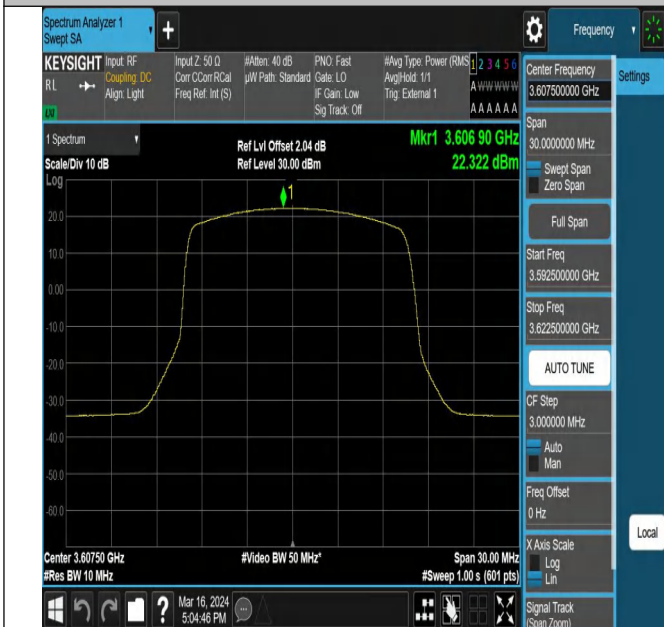 Spectrum Analyzer 1
Swept SA
Frequency
KEYSIGHT
RL
LXI
Input: RF
Coupling: DC
Align: Light
Input Z: 50 Ω
Corr CCorr RCal
Freq Ref: Int (S)
#Atten: 40 dB
µW Path: Standard
PNO: Fast
Gate: LO
IF Gain: Low
Sig Track: Off
#Avg Type: Power (RMS
Avg|Hold: 1/1
Trig: External 1
1 2 3 4 5 6
A W W W W W
A A A A A A
1 Spectrum
Scale/Div 10 dB
Log
Ref Lvl Offset 2.04 dB
Ref Level 30.00 dBm
Mkr1 3.606 90 GHz
22.322 dBm
1
20.0
10.0
0.00
-10.0
-20.0
-30.0
-40.0
-50.0
-60.0
Center 3.60750 GHz
#Res BW 10 MHz
#Video BW 50 MHz*
Span 30.00 MHz
#Sweep 1.00 s (601 pts)
Mar 16, 2024
5:04:46 PM
Center Frequency
3.607500000 GHz
Settings
Span
30.0000000 MHz
Swept Span
Zero Span
Full Span
Start Freq
3.592500000 GHz
Stop Freq
3.622500000 GHz
AUTO TUNE
CF Step
3.000000 MHz
Auto
Man
Freq Offset
0 Hz
Local
X Axis Scale
Log
Lin
Signal Track
(Span Zoom)